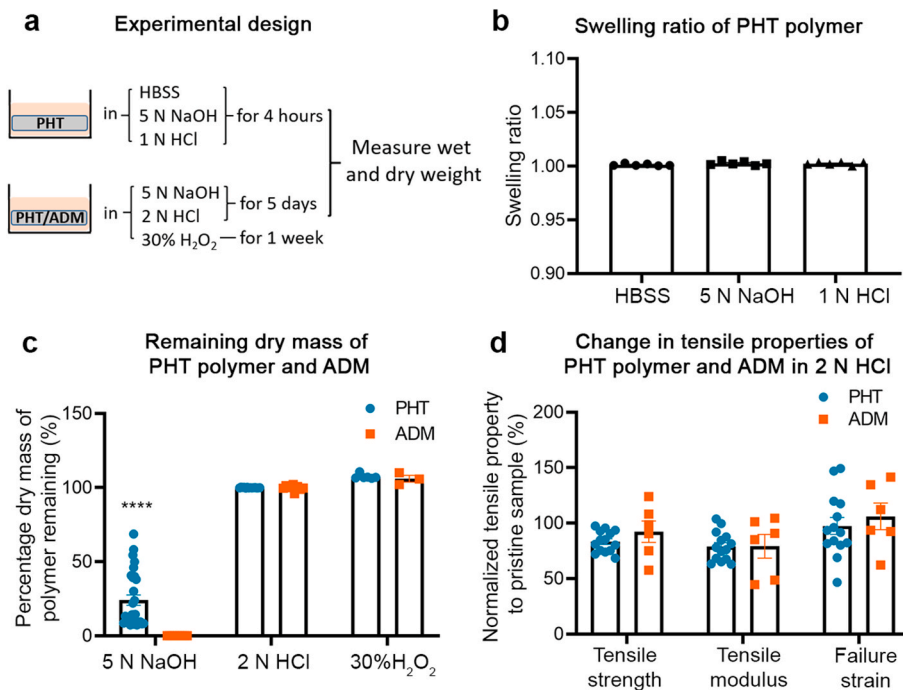 a
Experimental design
PHT
in
HBSS
5 N NaOH
1 N HCl
for 4 hours
PHT/ADM
in
5 N NaOH
2 N HCl
for 5 days
30% H₂O₂
for 1 week
Measure wet
and dry weight
b
Swelling ratio of PHT polymer
Swelling ratio
1.10
1.05
1.00
0.95
0.90
HBSS
5 N NaOH
1 N HCl
c
Remaining dry mass of
PHT polymer and ADM
Percentage dry mass of
polymer remaining (%)
150
100
50
0
PHT
ADM
****
5 N NaOH
2 N HCl
30%H₂O₂
d
Change in tensile properties of
PHT polymer and ADM in 2 N HCl
Normalized tensile property
to pristine sample (%)
200
150
100
50
0
PHT
ADM
Tensile
strength
Tensile
modulus
Failure
strain